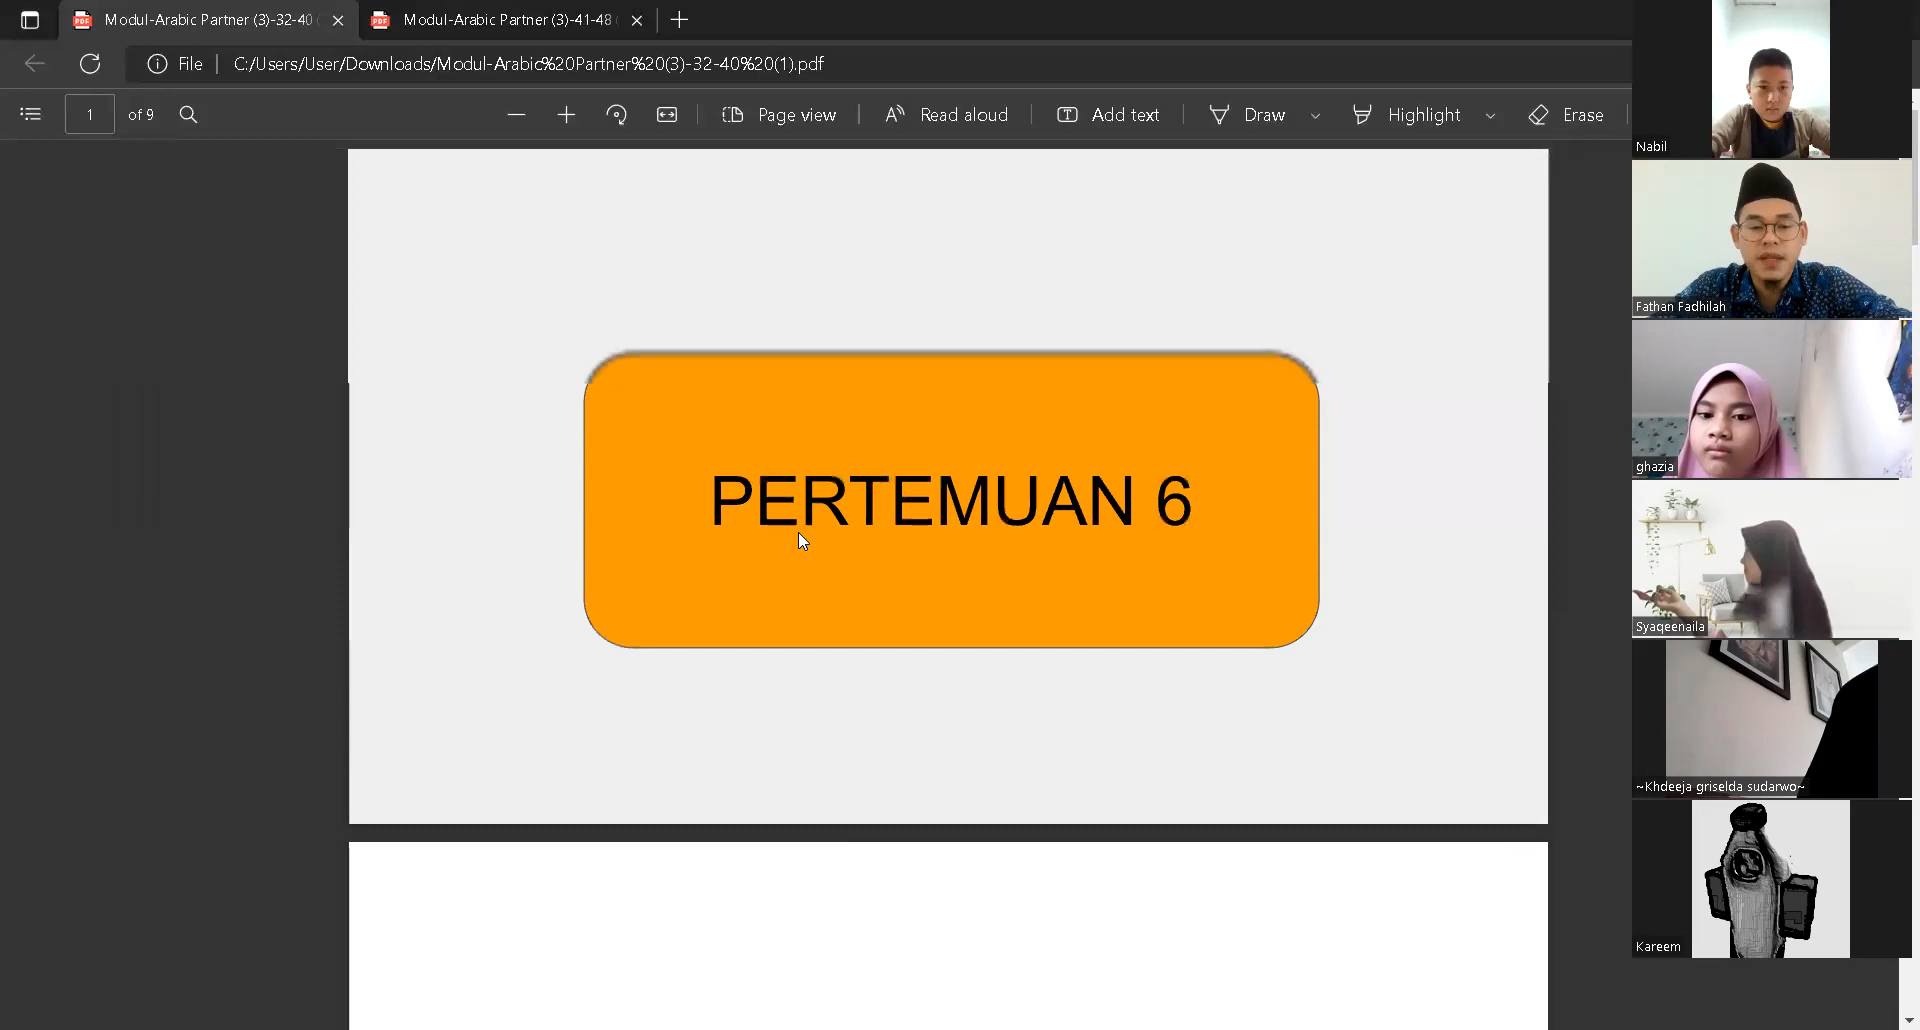 Modul-Arabic Partner (3)-32-40 (
Modul-Arabic Partner (3)-41-48 (
File
C:/Users/User/Downloads/Modul-Arabic%20Partner%20(3)-32-40%20(1).pdf
1 of 9
Page view
Read aloud
Add text
Draw
Highlight
Erase
PERTEMUAN 6
Nabil
Fathan Fadhilah
ghazia
Syaqeenaila
~Khdeeja griselda sudarwo~
Kareem